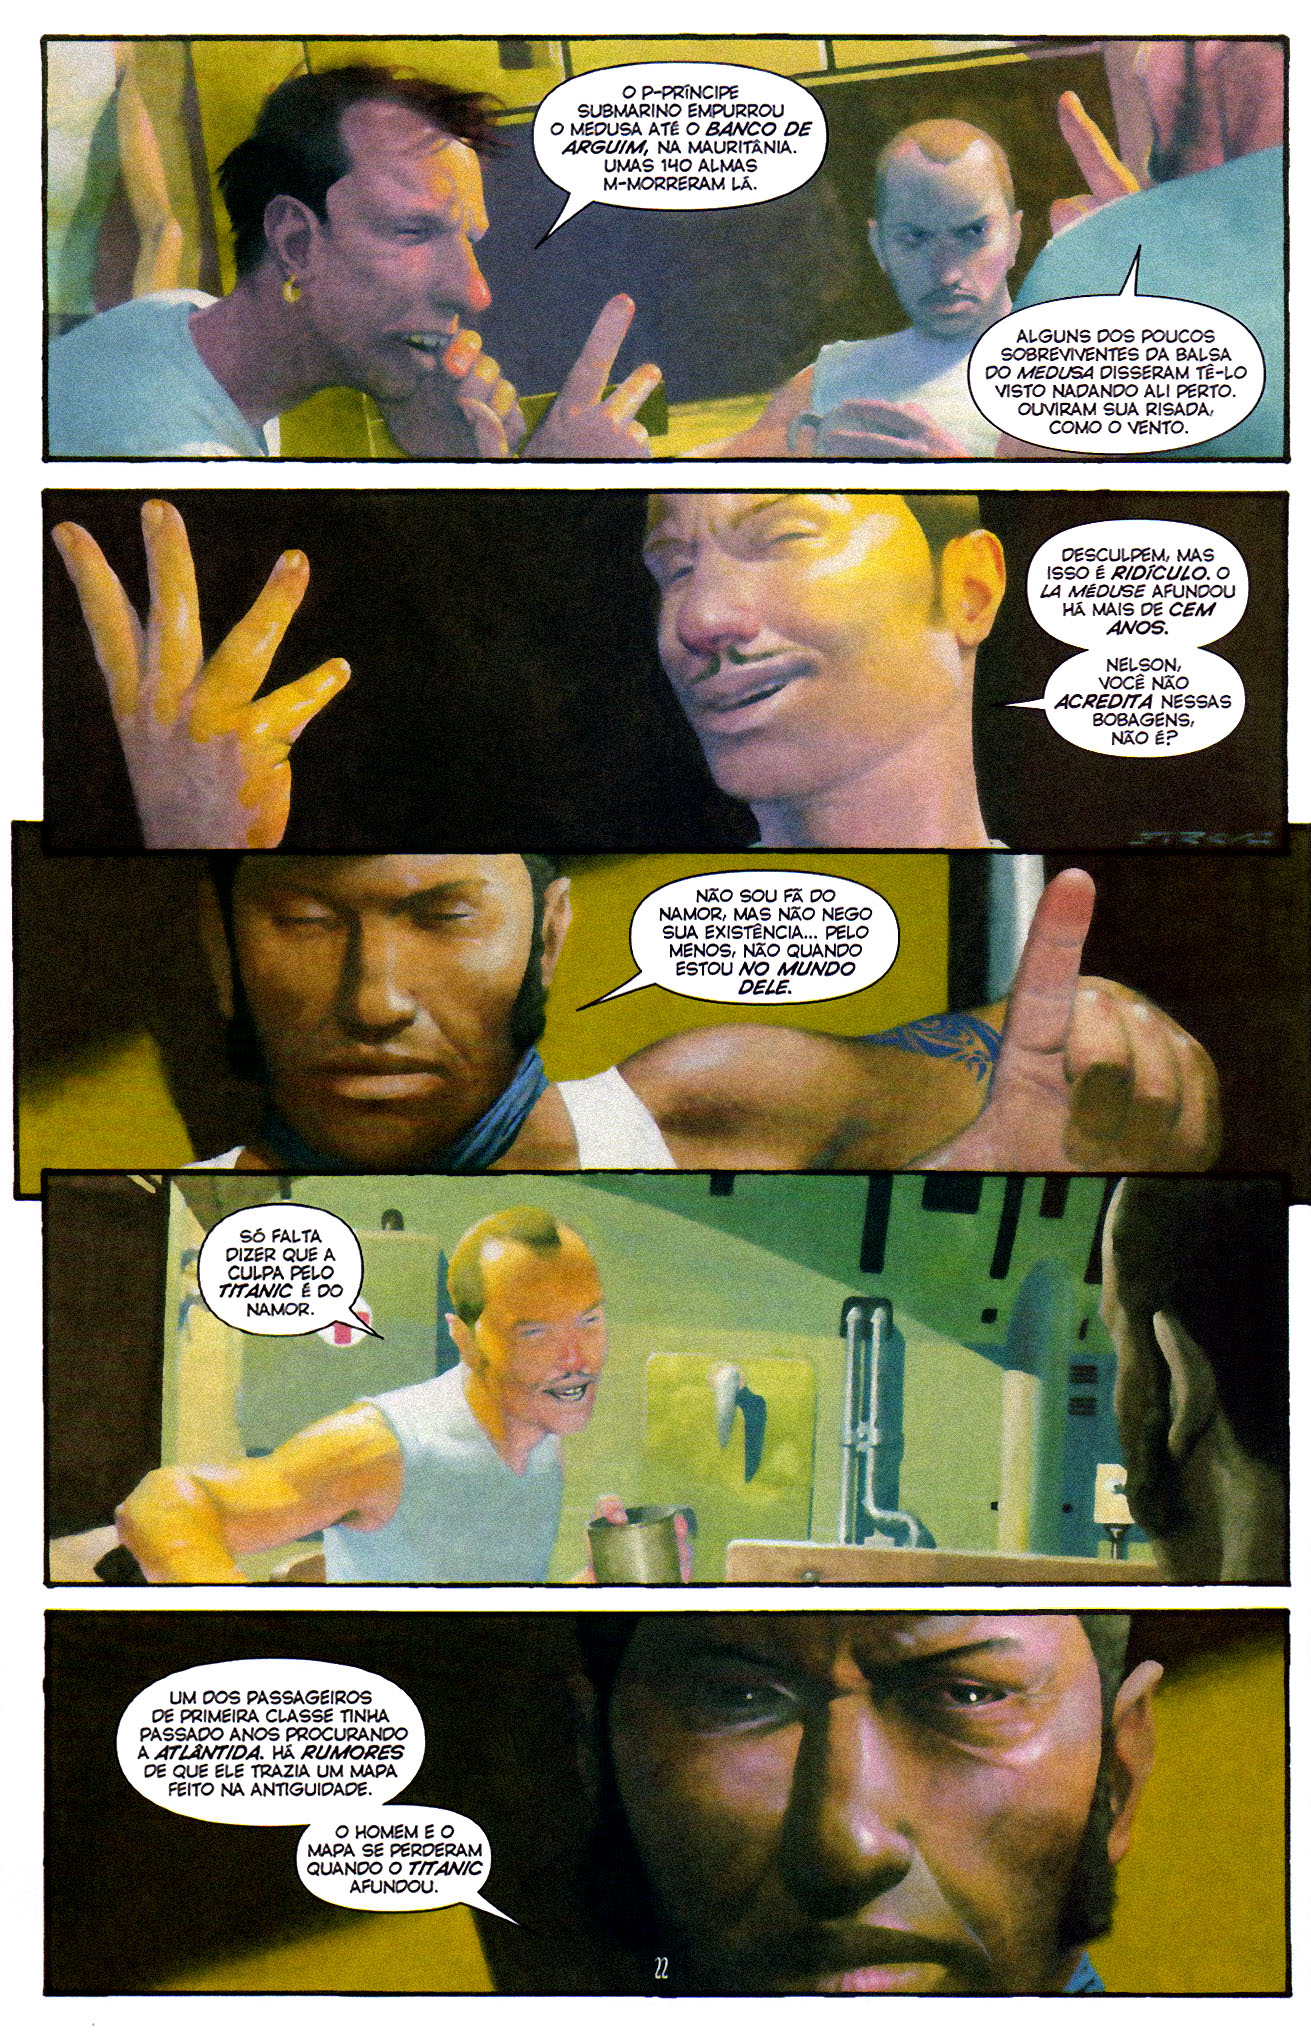 O P-PRÍNCIPE
SUBMARINO EMPURROU
O MEDUSA ATÉ O BANCO DE
ARGUIM, NA MAURITÂNIA.
UMAS 140 ALMAS
M-MORRERAM LÁ.
ALGUNS DOS POUCOS
SOBREVIVENTES DA BALSA
DO MEDUSA DISSERAM TÊ-LO
VISTO NADANDO ALI PERTO.
OUVIRAM SUA RISADA,
COMO O VENTO.
DESCULPEM, MAS
ISSO É RIDÍCULO. O
LA MÉDUSE AFUNDOU
HÁ MAIS DE CEM
ANOS.
NELSON,
VOCÊ NÃO
ACREDITA NESSAS
BOBAGENS,
NÃO É?
NÃO SOU FÃ DO
NAMOR, MAS NÃO NEGO
SUA EXISTÊNCIA... PELO
MENOS, NÃO QUANDO
ESTOU NO MUNDO
DELE.
SÓ FALTA
DIZER QUE A
CULPA PELO
TITANIC É DO
NAMOR.
UM DOS PASSAGEIROS
DE PRIMEIRA CLASSE TINHA
PASSADO ANOS PROCURANDO
A ATLÂNTIDA. HÁ RUMORES
DE QUE ELE TRAZIA UM MAPA
FEITO NA ANTIGUIDADE.
O HOMEM E O
MAPA SE PERDERAM
QUANDO O TITANIC
AFUNDOU.
22